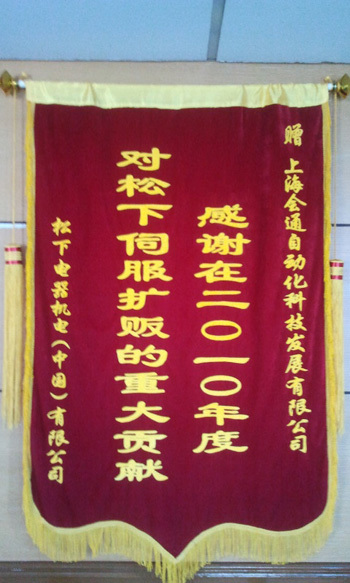 赠 上海会通自动化科技发展有限公司
感谢在二〇一〇年度
对松下伺服扩贩的重大贡献
松下电器机电(中国)有限公司